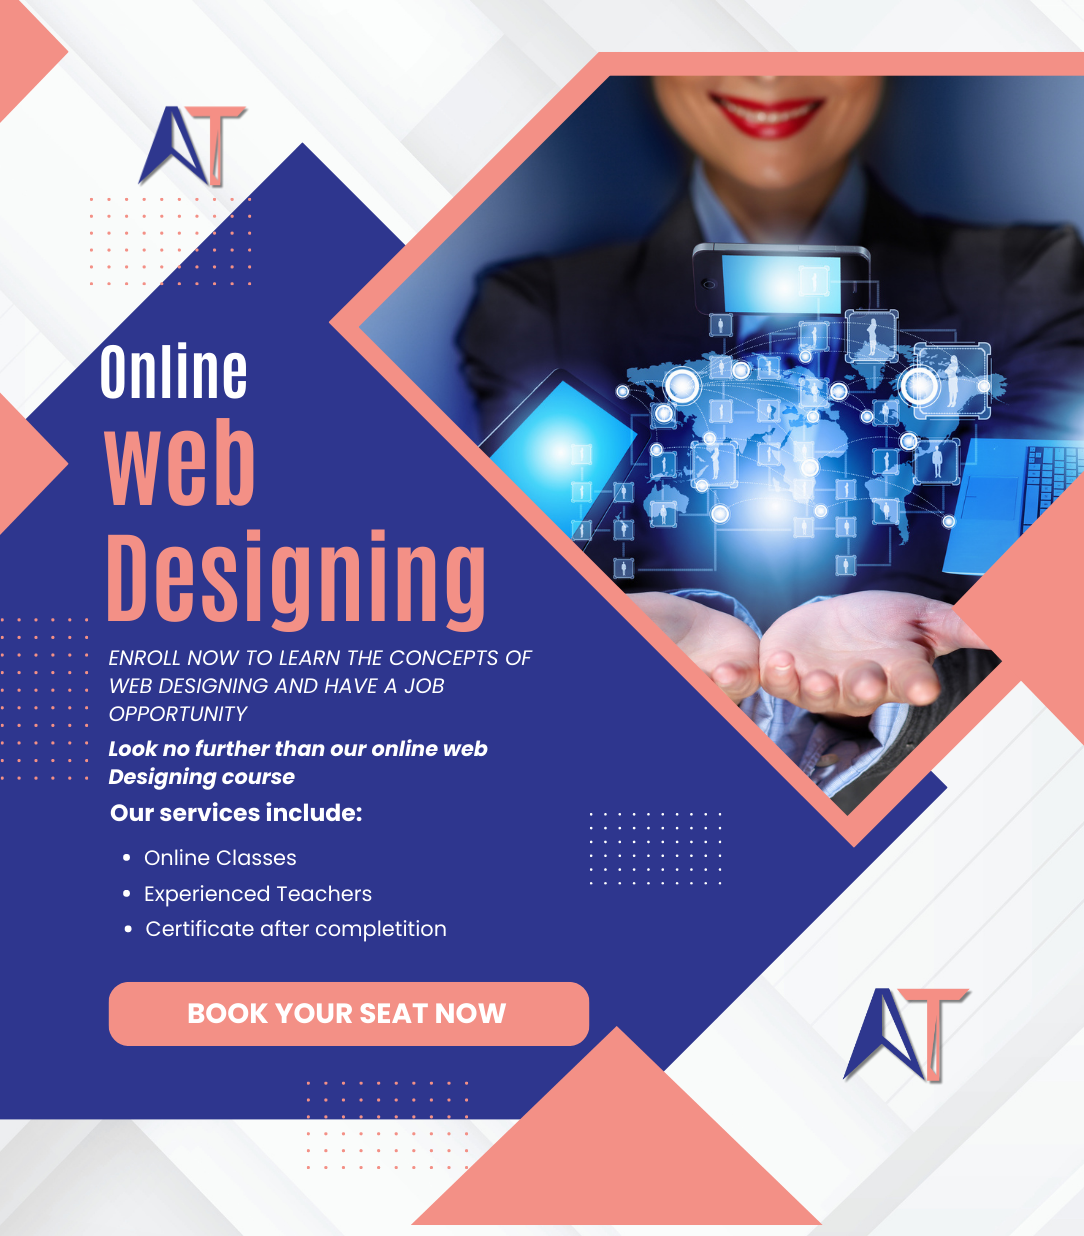 AT
Online
web
Designing
ENROLL NOW TO LEARN THE CONCEPTS OF
WEB DESIGNING AND HAVE A JOB
OPPORTUNITY
Look no further than our online web
Designing course
Our services include:
• Online Classes
• Experienced Teachers
• Certificate after completition
BOOK YOUR SEAT NOW
AT